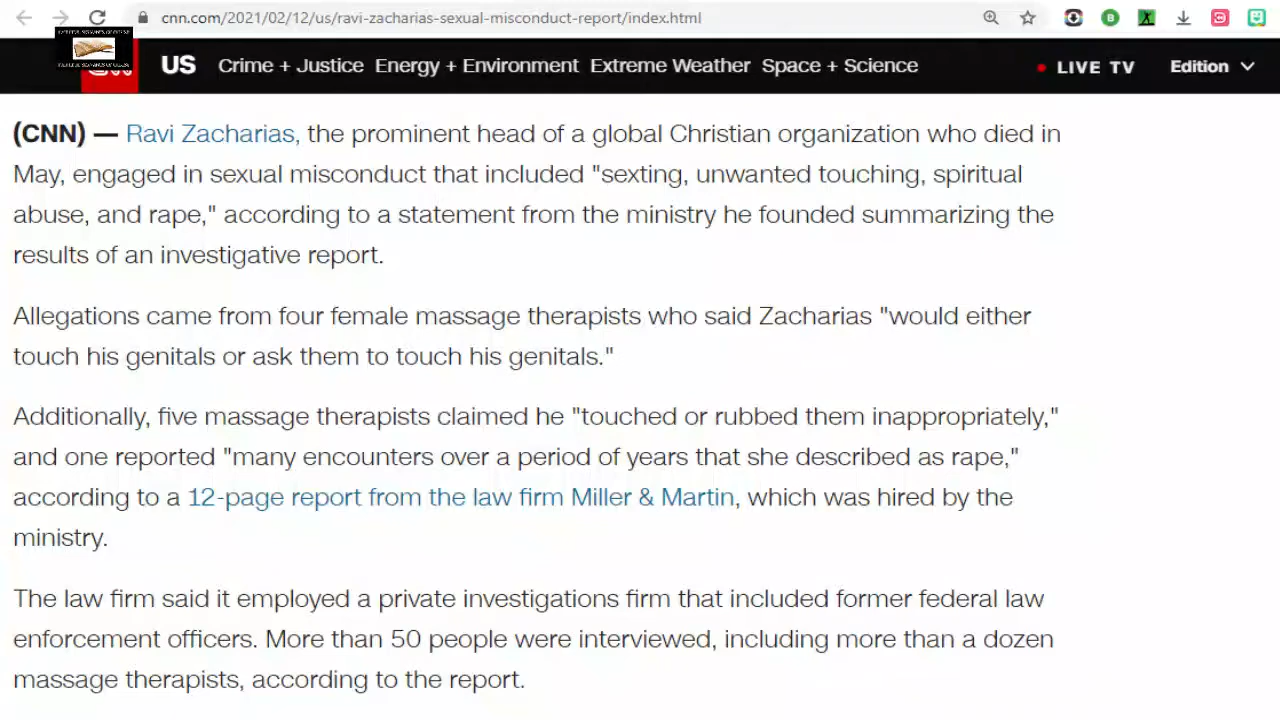 cnn.com/2021/02/12/us/ravi-zacharias-sexual-misconduct-report/index.html
US Crime + Justice Energy + Environment Extreme Weather Space + Science LIVE TV Edition
(CNN) — Ravi Zacharias, the prominent head of a global Christian organization who died in
May, engaged in sexual misconduct that included "sexting, unwanted touching, spiritual
abuse, and rape," according to a statement from the ministry he founded summarizing the
results of an investigative report.
Allegations came from four female massage therapists who said Zacharias "would either
touch his genitals or ask them to touch his genitals."
Additionally, five massage therapists claimed he "touched or rubbed them inappropriately,"
and one reported "many encounters over a period of years that she described as rape,"
according to a 12-page report from the law firm Miller & Martin, which was hired by the
ministry.
The law firm said it employed a private investigations firm that included former federal law
enforcement officers. More than 50 people were interviewed, including more than a dozen
massage therapists, according to the report.